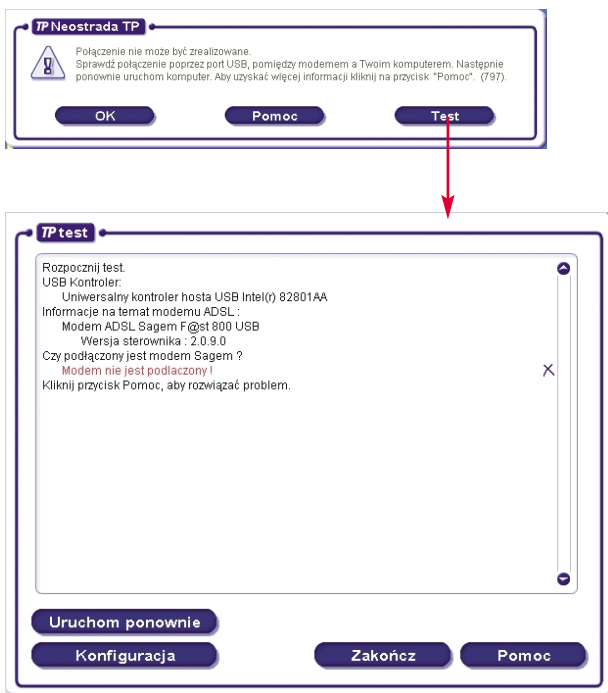 TP Neostrada TP
Połączenie nie może być zrealizowane.
Sprawdź połączenie poprzez port USB, pomiędzy modemem a Twoim komputerem. Następnie
ponownie uruchom komputer. Aby uzyskać więcej informacji kliknij na przycisk "Pomoc". (797).
OK Pomoc Test
TP test
Rozpocznij test.
USB Kontroler:
Uniwersalny kontroler hosta USB Intel(r) 82801AA
Informacje na temat modemu ADSL :
Modem ADSL Sagem F@st 800 USB
Wersja sterownika : 2.0.9.0
Czy podłączony jest modem Sagem ?
Modem nie jest podlaczony !
Kliknij przycisk Pomoc, aby rozwiązać problem.
Uruchom ponownie
Konfiguracja Zakończ Pomoc